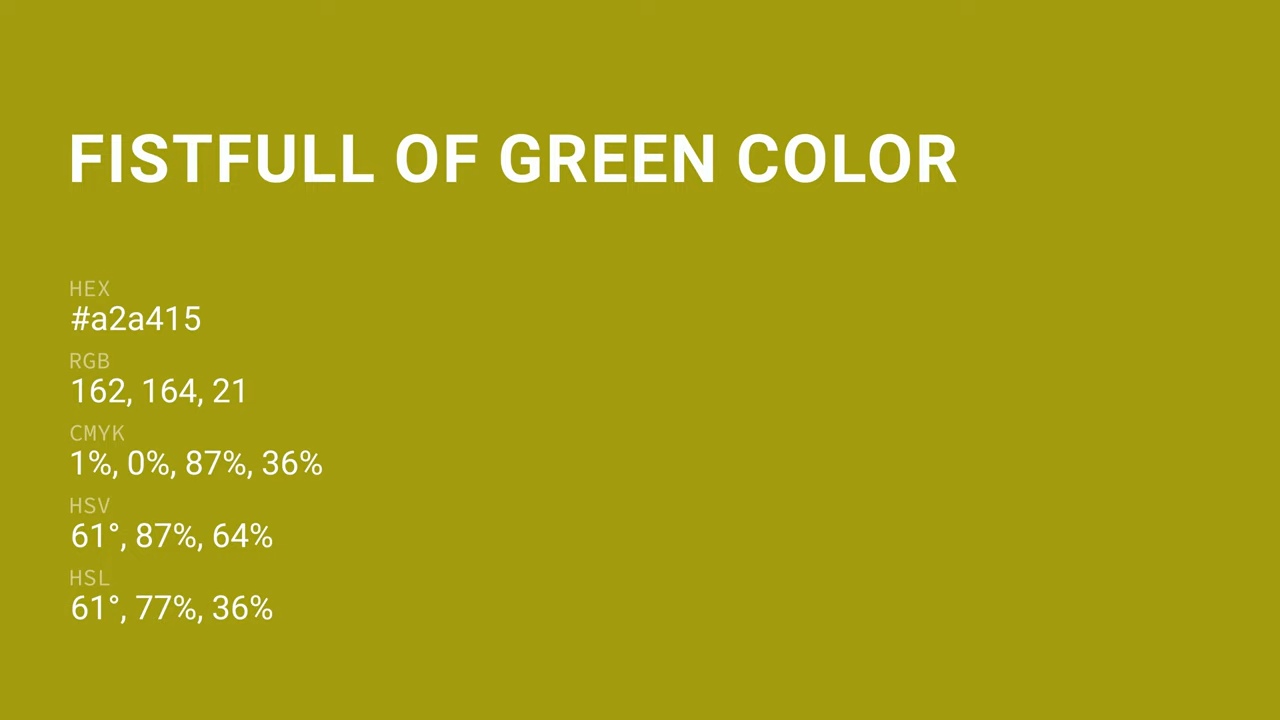 FISTFULL OF GREEN COLOR
HEX
#a2a415
RGB
162, 164, 21
CMYK
1%, 0%, 87%, 36%
HSV
61°, 87%, 64%
HSL
61°, 77%, 36%